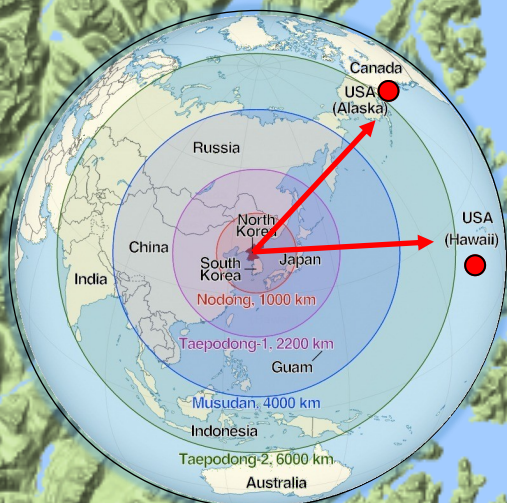 Canada
USA
(Alaska)
Russia
USA
(Hawaii)
North
Korea
China
Japan
South
Korea
India
Nodong, 1000 km
Taepodong-1, 2200 km
Guam
Musudan, 4000 km
Indonesia
Taepodong-2, 6000 km
Australia